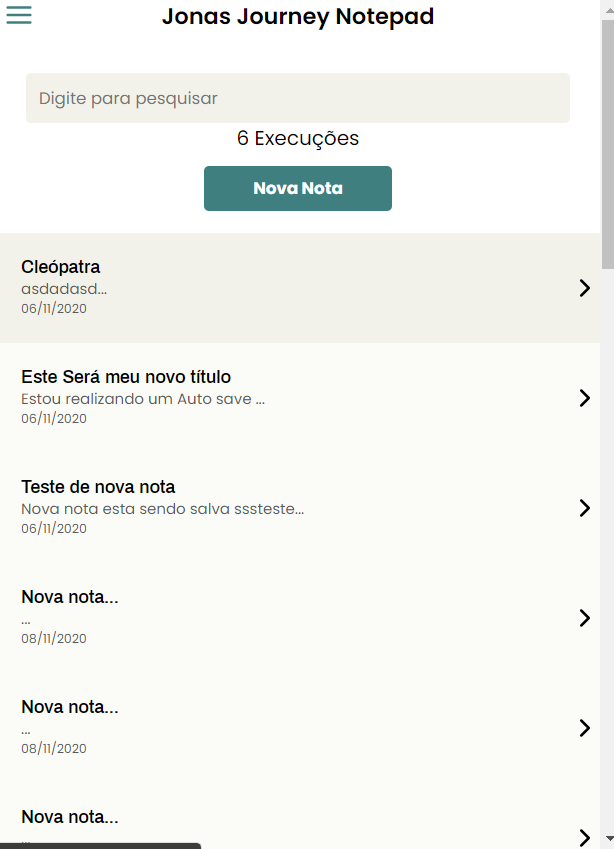 Jonas Journey Notepad
Digite para pesquisar
6 Execuções
Nova Nota
Cleópatra
asdadasd...
06/11/2020
Este Será meu novo título
Estou realizando um Auto save ...
06/11/2020
Teste de nova nota
Nova nota esta sendo salva sssteste...
06/11/2020
Nova nota...
...
08/11/2020
Nova nota...
...
08/11/2020
Nova nota...
...